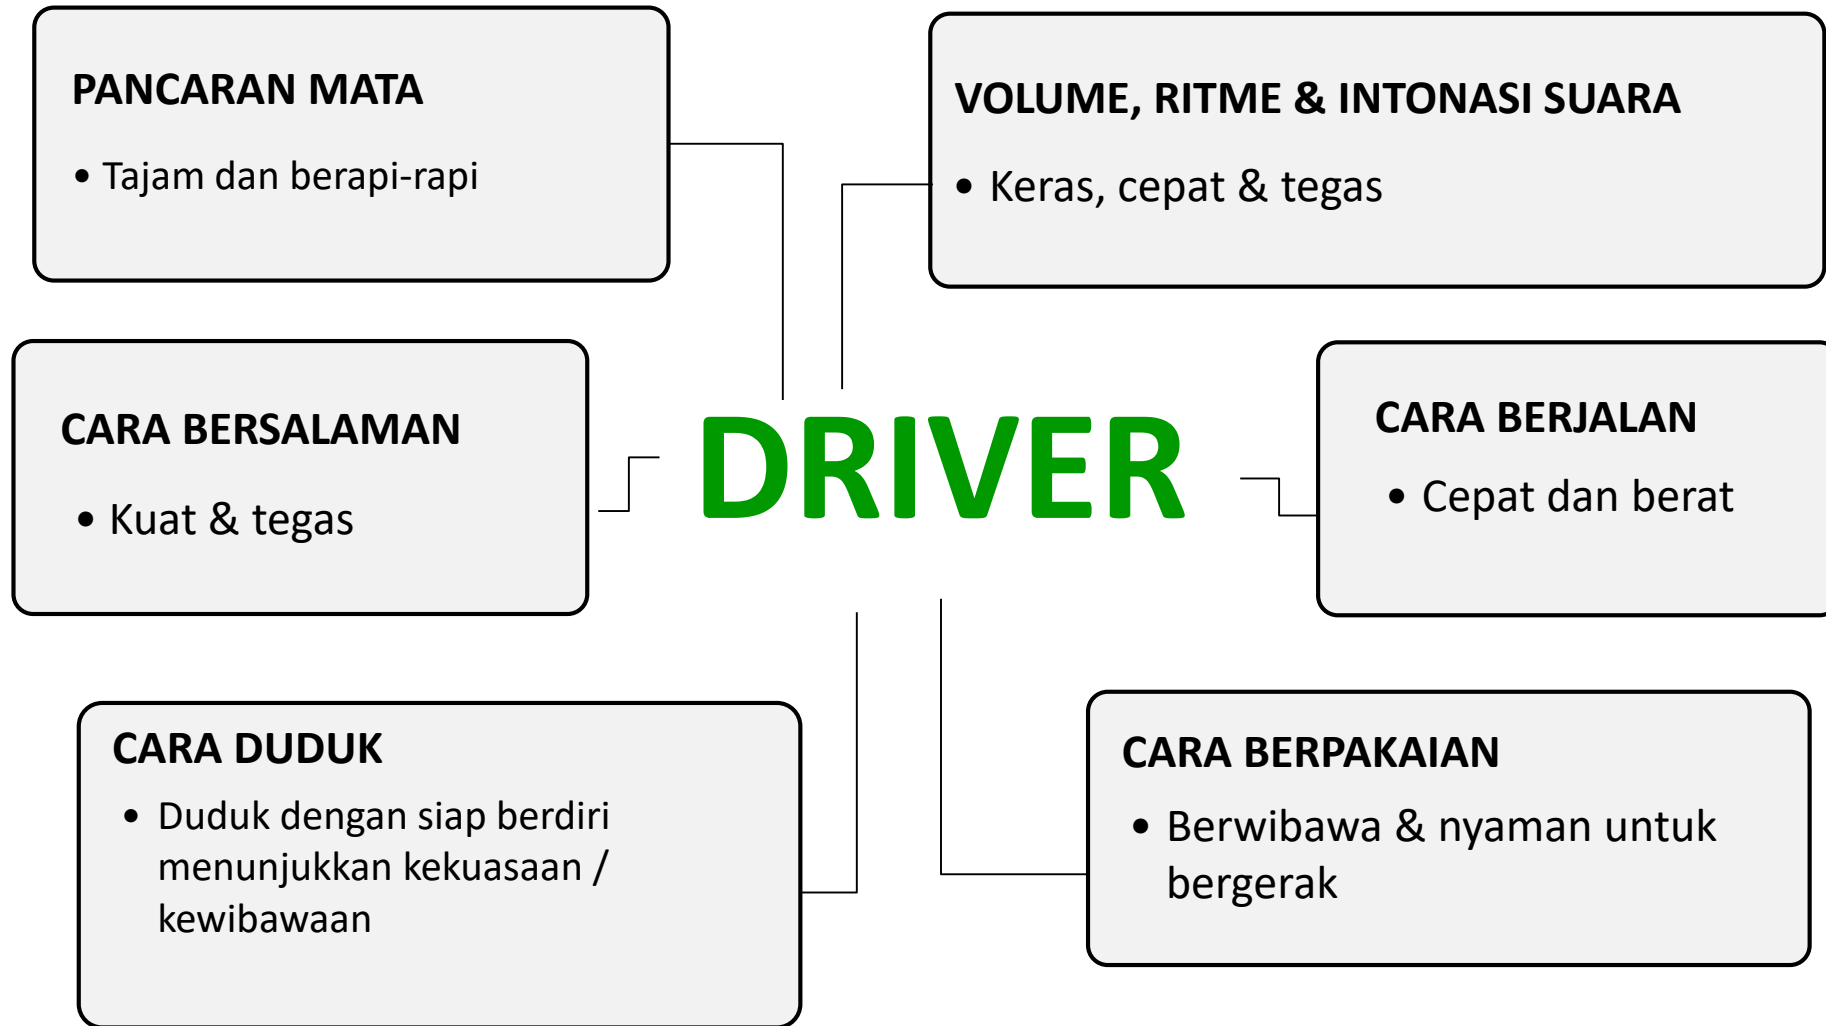 PANCARAN MATA
• Tajam dan berapi-rapi
VOLUME, RITME & INTONASI SUARA
• Keras, cepat & tegas
CARA BERSALAMAN
• Kuat & tegas
DRIVER
CARA BERJALAN
• Cepat dan berat
CARA DUDUK
• Duduk dengan siap berdiri
menunjukkan kekuasaan /
kewibawaan
CARA BERPAKAIAN
• Berwibawa & nyaman untuk
bergerak